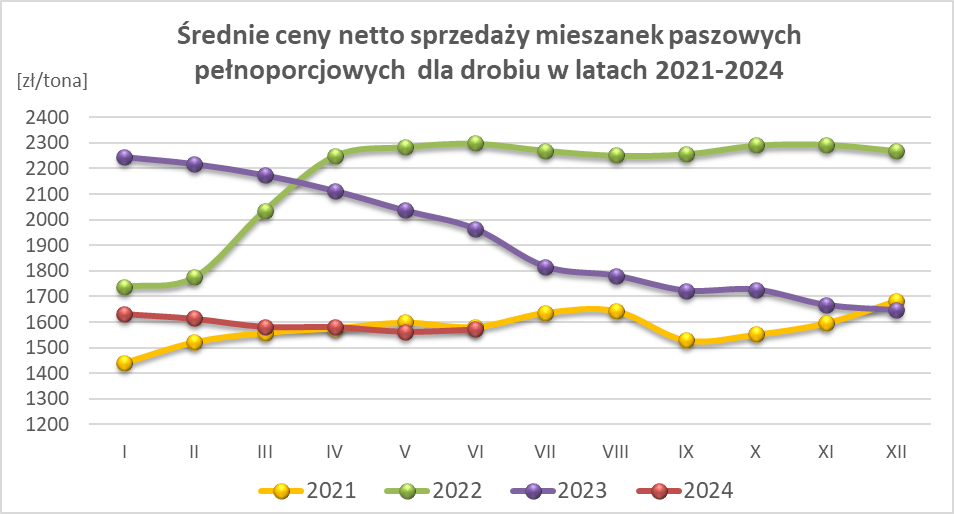 Średnie ceny netto sprzedaży mieszanek paszowych
pełnoporcjowych dla drobiu w latach 2021-2024
[zł/tona]
2400
2300
2200
2100
2000
1900
1800
1700
1600
1500
1400
1300
1200
I II III IV V VI VII VIII IX X XI XII
2021 2022 2023 2024